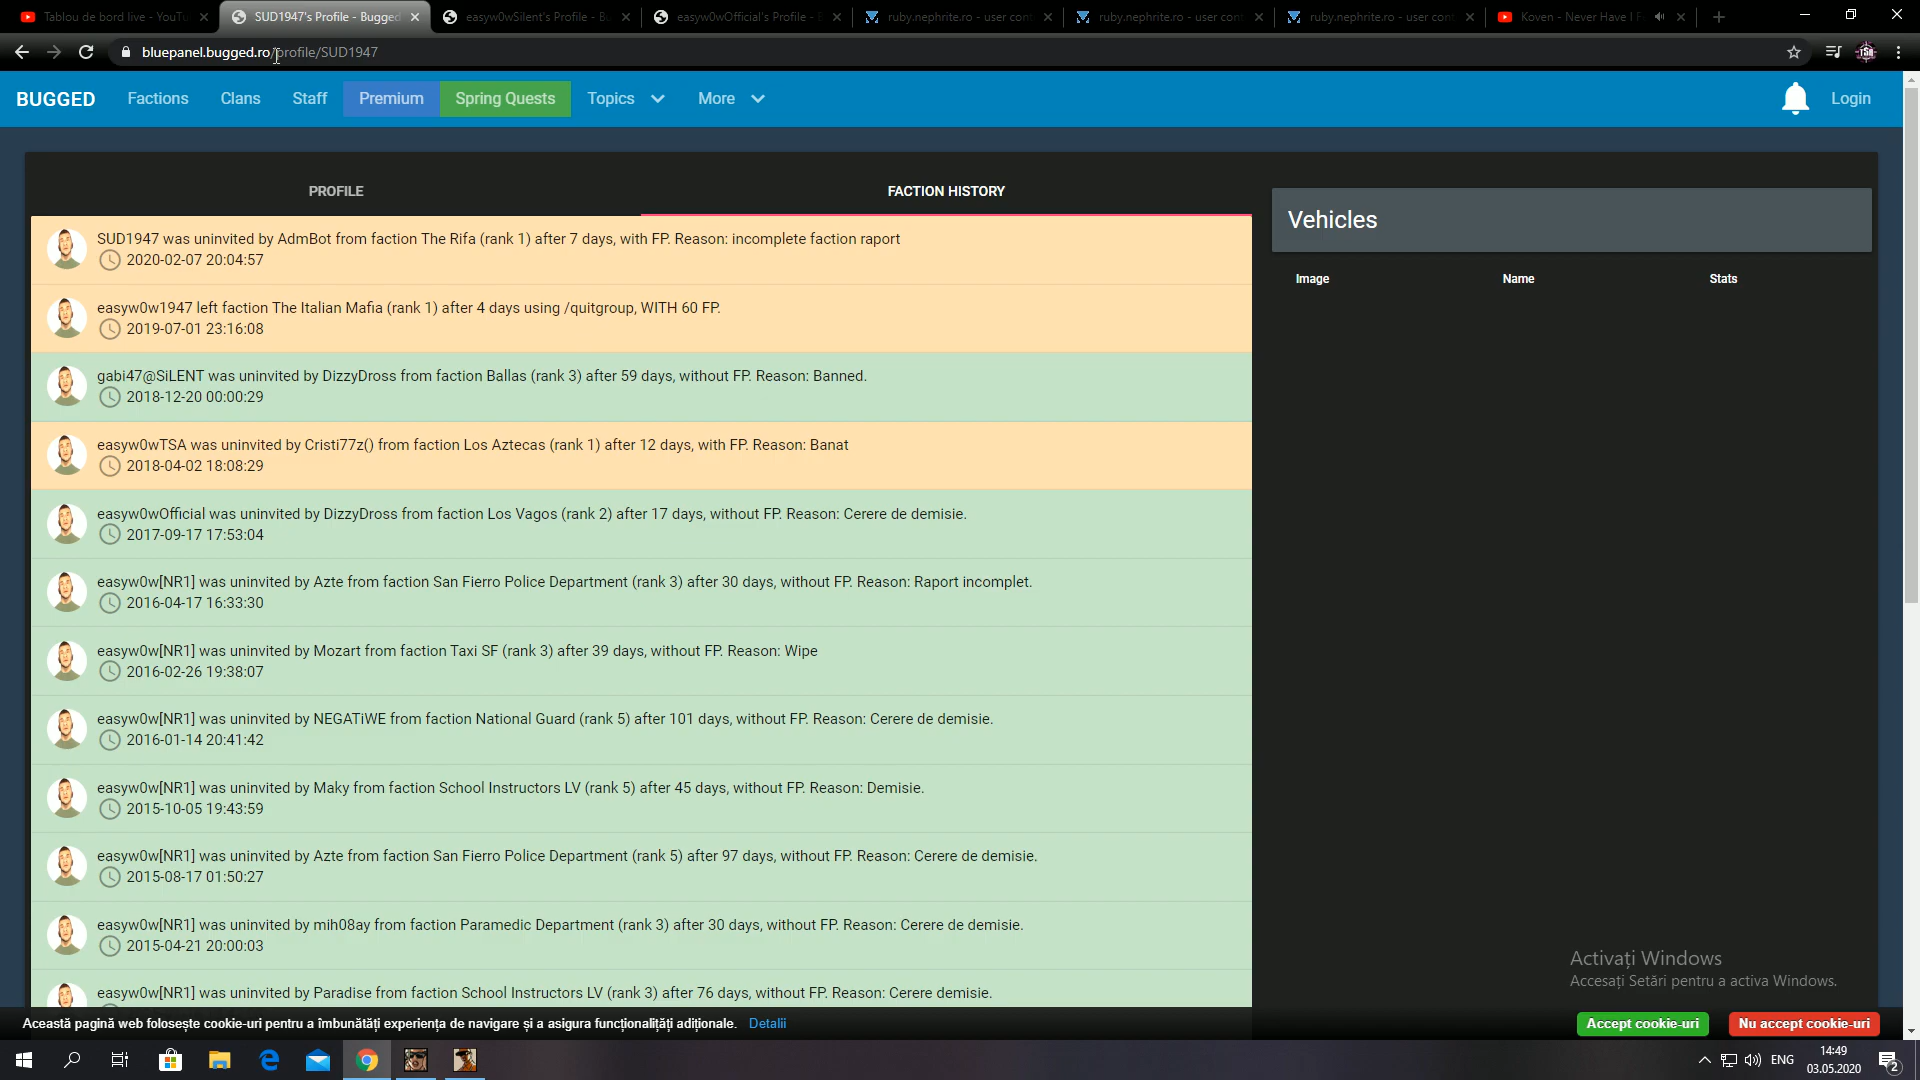 Tablou de bord live - YouTu
SUD1947's Profile - Bugged
easyw0wSilent's Profile - B
easyw0wOfficial's Profile -
ruby.nephrite.ro - user cont
ruby.nephrite.ro - user cont
ruby.nephrite.ro - user cont
Koven - Never Have I F
bluepanel.bugged.ro/profile/SUD1947
BUGGED
Factions
Clans
Staff
Premium
Spring Quests
Topics
More
Login
PROFILE
FACTION HISTORY
SUD1947 was uninvited by AdmBot from faction The Rifa (rank 1) after 7 days, with FP. Reason: incomplete faction raport
2020-02-07 20:04:57
easyw0w1947 left faction The Italian Mafia (rank 1) after 4 days using /quitgroup, WITH 60 FP.
2019-07-01 23:16:08
gabi47@SiLENT was uninvited by DizzyDross from faction Ballas (rank 3) after 59 days, without FP. Reason: Banned.
2018-12-20 00:00:29
easyw0wTSA was uninvited by Cristi77z() from faction Los Aztecas (rank 1) after 12 days, with FP. Reason: Banat
2018-04-02 18:08:29
easyw0wOfficial was uninvited by DizzyDross from faction Los Vagos (rank 2) after 17 days, without FP. Reason: Cerere de demisie.
2017-09-17 17:53:04
easyw0w[NR1] was uninvited by Azte from faction San Fierro Police Department (rank 3) after 30 days, without FP. Reason: Raport incomplet.
2016-04-17 16:33:30
easyw0w[NR1] was uninvited by Mozart from faction Taxi SF (rank 3) after 39 days, without FP. Reason: Wipe
2016-02-26 19:38:07
easyw0w[NR1] was uninvited by NEGATiWE from faction National Guard (rank 5) after 101 days, without FP. Reason: Cerere de demisie.
2016-01-14 20:41:42
easyw0w[NR1] was uninvited by Maky from faction School Instructors LV (rank 5) after 45 days, without FP. Reason: Demisie.
2015-10-05 19:43:59
easyw0w[NR1] was uninvited by Azte from faction San Fierro Police Department (rank 5) after 97 days, without FP. Reason: Cerere de demisie.
2015-08-17 01:50:27
easyw0w[NR1] was uninvited by mih08ay from faction Paramedic Department (rank 3) after 30 days, without FP. Reason: Cerere de demisie.
2015-04-21 20:00:03
easyw0w[NR1] was uninvited by Paradise from faction School Instructors LV (rank 3) after 76 days, without FP. Reason: Cerere demisie.
Vehicles
Image
Name
Stats
Activați Windows
Accesați Setări pentru a activa Windows.
Această pagină web folosește cookie-uri pentru a îmbunătăți experiența de navigare și a asigura funcționalițăți adiționale. Detalii
Accept cookie-uri
Nu accept cookie-uri
ENG
14:49
03.05.2020
2